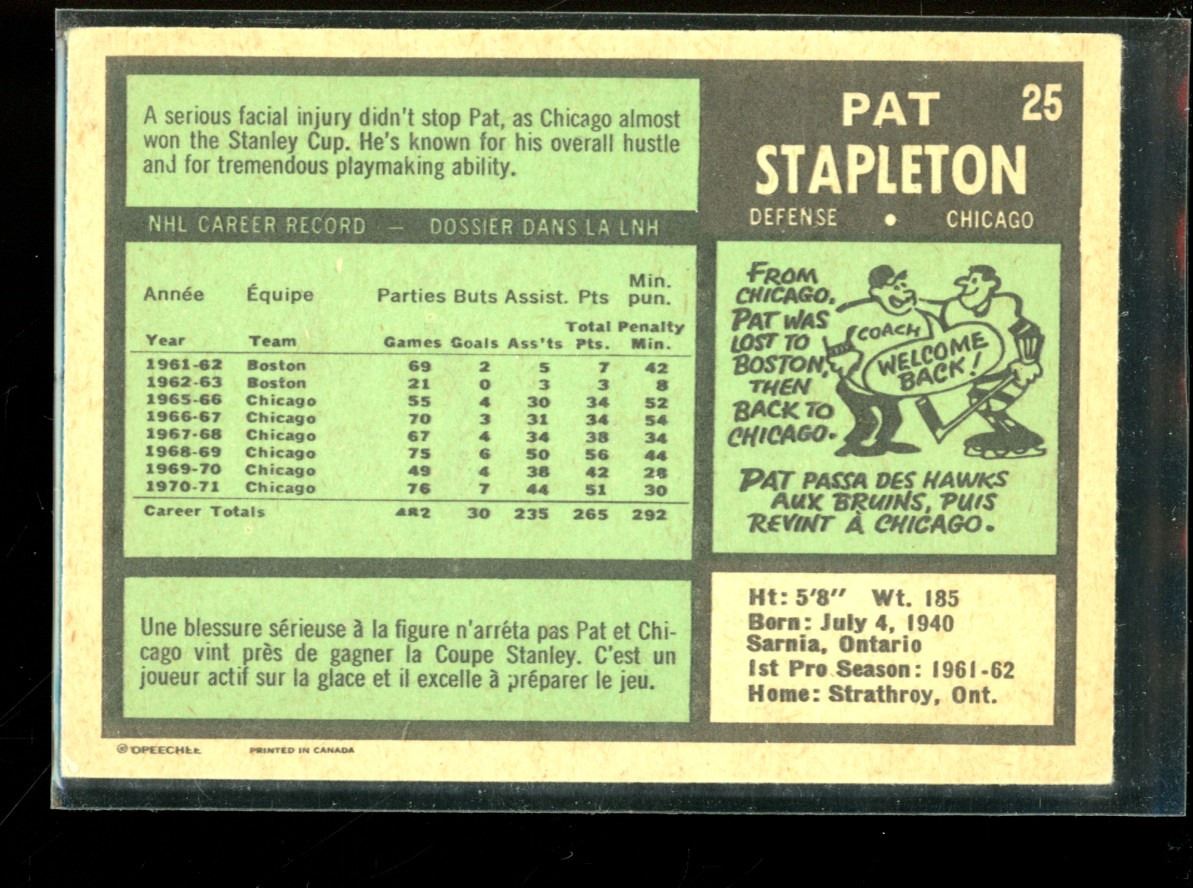 A serious facial injury didn't stop Pat, as Chicago almost
won the Stanley Cup. He's known for his overall hustle
and for tremendous playmaking ability.
PAT 25
STAPLETON
DEFENSE • CHICAGO
NHL CAREER RECORD — DOSSIER DANS LA LNH
Année Équipe Parties Buts Assist. Pts Min. pun.
Year Team Games Goals Ass'ts Total Pts. Penalty Min.
1961-62 Boston 69 2 5 7 42
1962-63 Boston 21 0 3 3 8
1965-66 Chicago 55 4 30 34 52
1966-67 Chicago 70 3 31 34 54
1967-68 Chicago 67 4 34 38 34
1968-69 Chicago 75 6 50 56 44
1969-70 Chicago 49 4 38 42 28
1970-71 Chicago 76 7 44 51 30
Career Totals 482 30 235 265 292
FROM
CHICAGO,
PAT WAS
LOST TO
BOSTON,
THEN
BACK TO
CHICAGO.
COACH
WELCOME
BACK!
PAT PASSA DES HAWKS
AUX BRUINS, PUIS
REVINT À CHICAGO.
Une blessure sérieuse à la figure n'arréta pas Pat et Chi-
cago vint près de gagner la Coupe Stanley. C'est un
joueur actif sur la glace et il excelle à préparer le jeu.
Ht: 5'8" Wt. 185
Born: July 4, 1940
Sarnia, Ontario
1st Pro Season: 1961-62
Home: Strathroy, Ont.
© OPEECHEE PRINTED IN CANADA